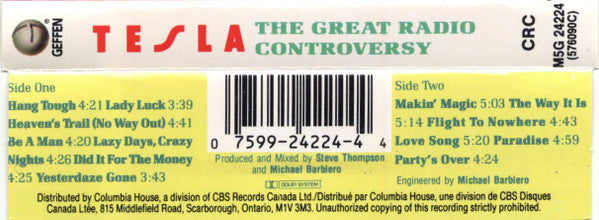 GEFFEN
TESLA
THE GREAT RADIO
CONTROVERSY
CRC
M5G 24224
(576090C)
Side One
Hang Tough 4:21 Lady Luck 3:39
Heaven's Trail (No Way Out) 4:41
Be A Man 4:20 Lazy Days, Crazy
Nights 4:26 Did It For The Money
4:25 Yesterdaze Gone 3:43
0 7599-24224-4 4
Produced and Mixed by Steve Thompson
and Michael Barbiero
DOLBY SYSTEM
Side Two
Makin' Magic 5:03 The Way It Is
5:14 Flight To Nowhere 4:43
Love Song 5:20 Paradise 4:59
Party's Over 4:24
Engineered by Michael Barbiero
Distributed by Columbia House, a division of CBS Records Canada Ltd./Distribué par Columbia House, une division de CBS Disques
Canada Ltée, 815 Middlefield Road, Scarborough, Ontario, M1V 3M3. Unauthorized copying of this recording strictly prohibited.